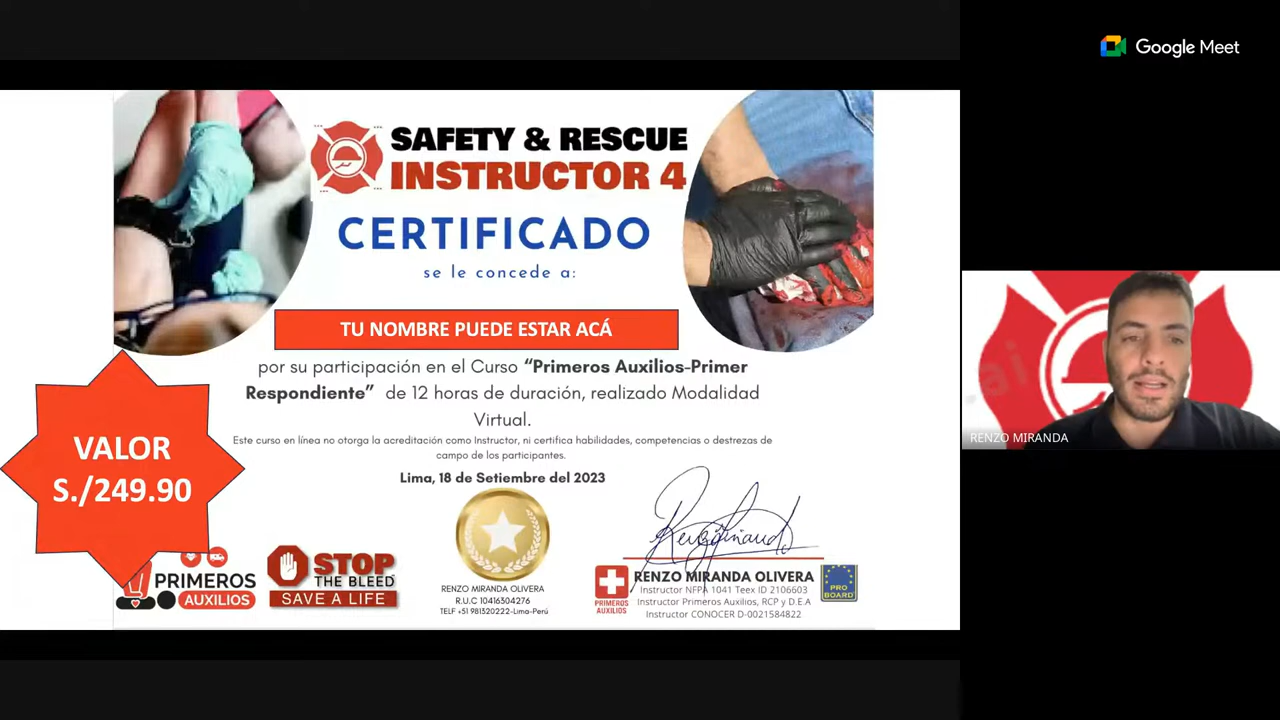 Google Meet
SAFETY & RESCUE
INSTRUCTOR 4
CERTIFICADO
se le concede a:
TU NOMBRE PUEDE ESTAR ACÁ
por su participación en el Curso “Primeros Auxilios-Primer
Respondiente” de 12 horas de duración, realizado Modalidad
Virtual.
Este curso en línea no otorga la acreditación como Instructor, ni certifica habilidades, competencias o destrezas de
campo de los participantes.
Lima, 18 de Setiembre del 2023
VALOR
S./249.90
PRIMEROS
AUXILIOS
STOP
THE BLEED
SAVE A LIFE
RENZO MIRANDA OLIVERA
R.U.C 10416304276
TELF +51 981320222-Lima-Perú
PRIMEROS
AUXILIOS
RENZO MIRANDA OLIVERA
Instructor NFPA 1041 Teex ID 2106603
Instructor Primeros Auxilios, RCP y D.E.A
Instructor CONOCER D-0021584822
PRO
BOARD
RENZO MIRANDA